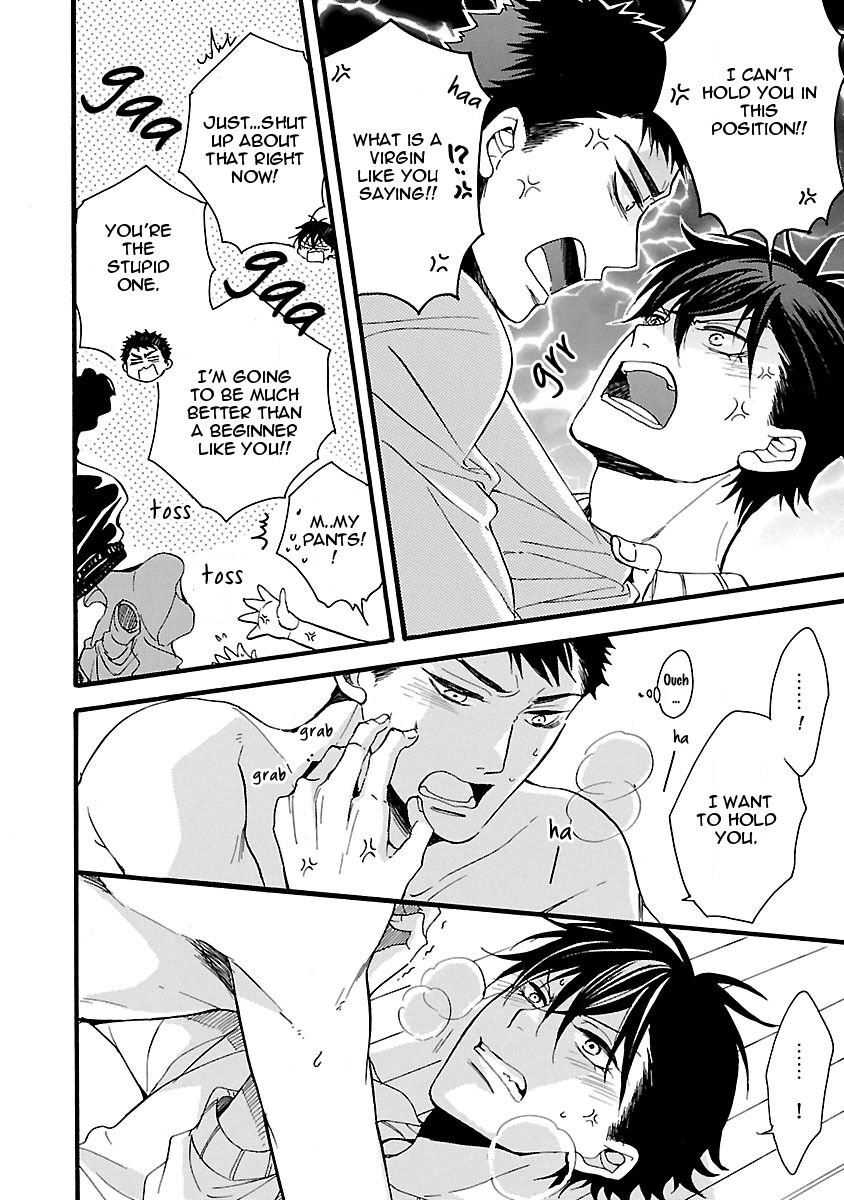 I CAN'T
HOLD YOU IN
THIS
POSITION!!
haa
WHAT IS A
VIRGIN
LIKE YOU
SAYING!!
!?
grr
JUST...SHUT
UP ABOUT
THAT RIGHT
NOW!
gaa
YOU'RE
THE
STUPID
ONE.
gaa
I'M GOING
TO BE MUCH
BETTER THAN
A BEGINNER
LIKE YOU!!
toss
M..MY
PANTS!
!
toss
.......!
I WANT
TO HOLD
YOU.
Ouch
...
ha
grab
grab
ha
.......!